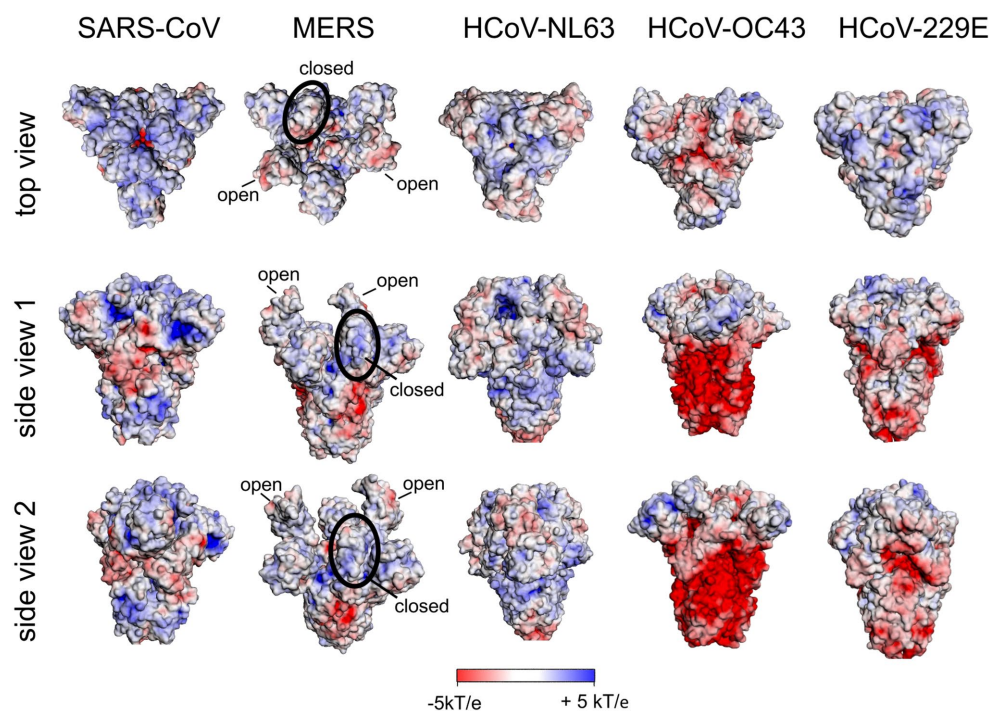 SARS-CoV MERS HCoV-NL63 HCoV-OC43 HCoV-229E
top view
closed
open
open
side view 1
open
open
closed
side view 2
open
open
closed
-5kT/e
+ 5 kT/e